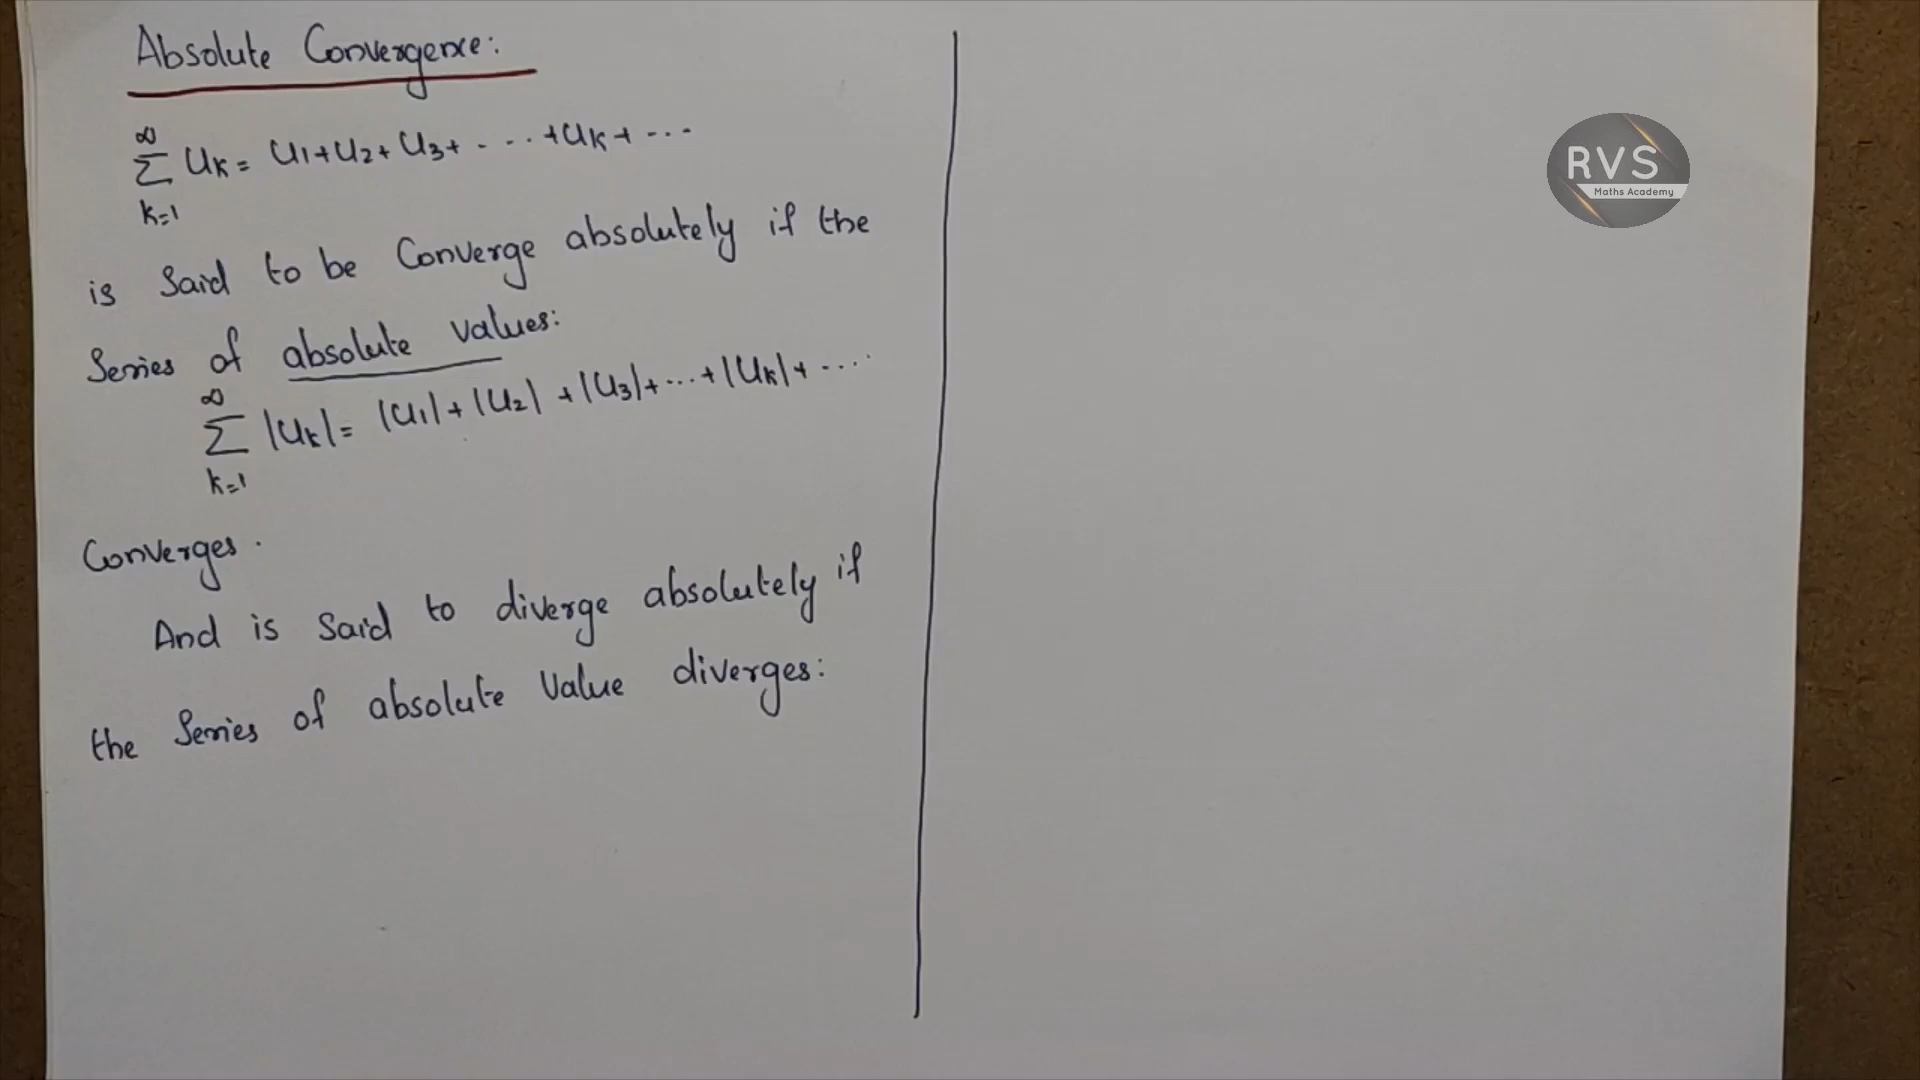 Absolute Convergence:
∞
∑ Uk = U1+U2+U3+ - ... +Uk+ ...
k=1
is Said to be Converge absolutely if the
Series of absolute values:
∞
∑ |Uk| = |U1|+|U2|+|U3|+...+|Uk|+ ....
k=1
Converges.
And is Said to diverge absolutely if
the Series of absolute Value diverges:
RVS
Maths Academy